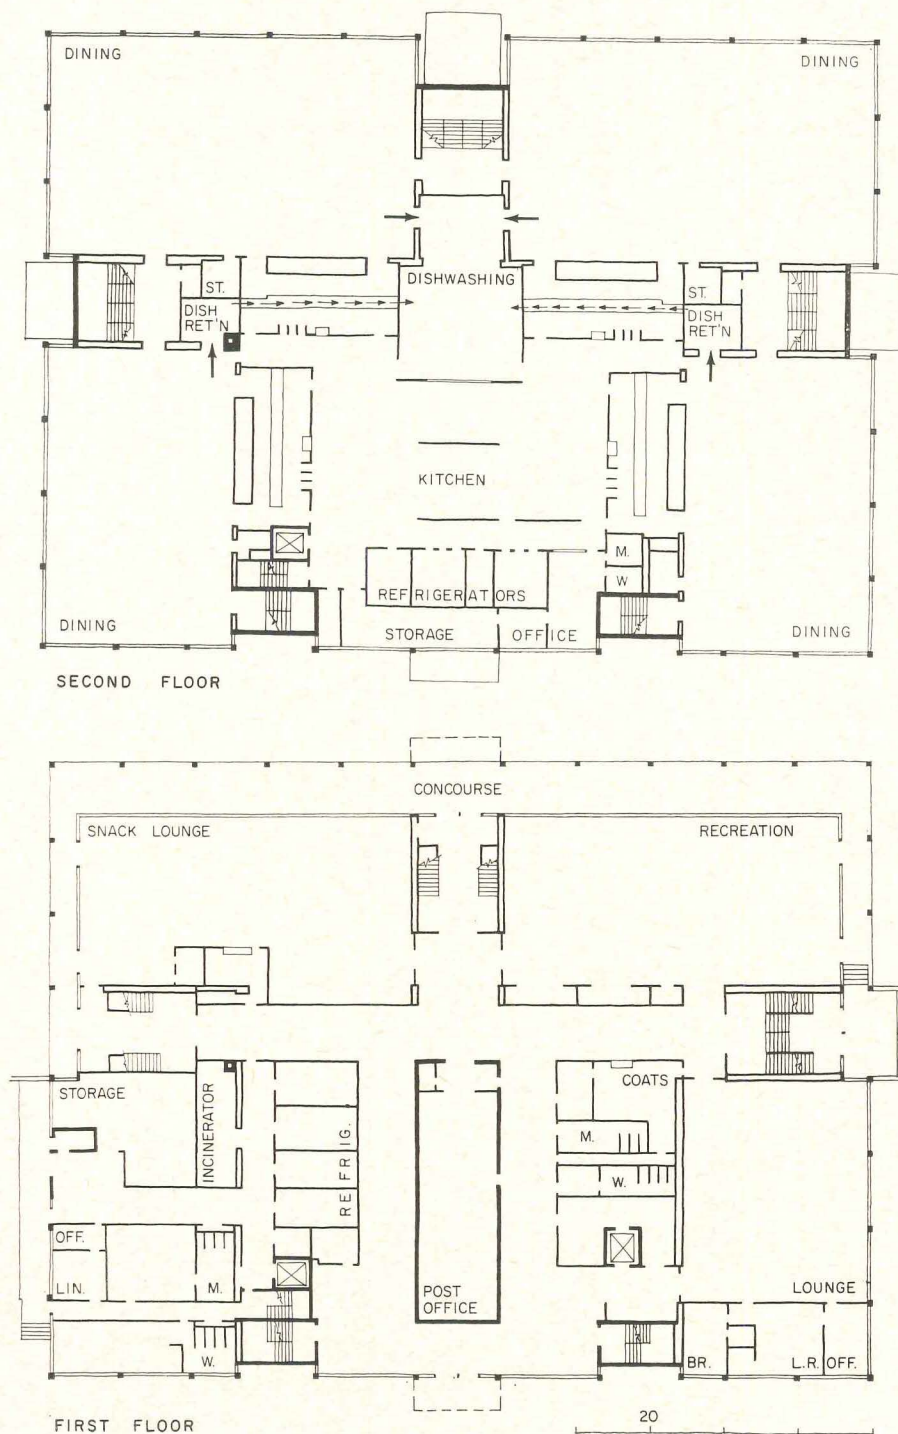 DINING
DINING
DISHWASHING
ST.
DISH
RET'N
ST.
DISH
RET'N
KITCHEN
M.
W
REFRIGERATORS
DINING
STORAGE
OFFICE
DINING
SECOND FLOOR
CONCOURSE
SNACK LOUNGE
RECREATION
STORAGE
INCINERATOR
REFRIG.
COATS
M.
W.
OFF.
LIN.
M.
POST
OFFICE
LOUNGE
W.
BR.
L.R.
OFF.
FIRST FLOOR
20